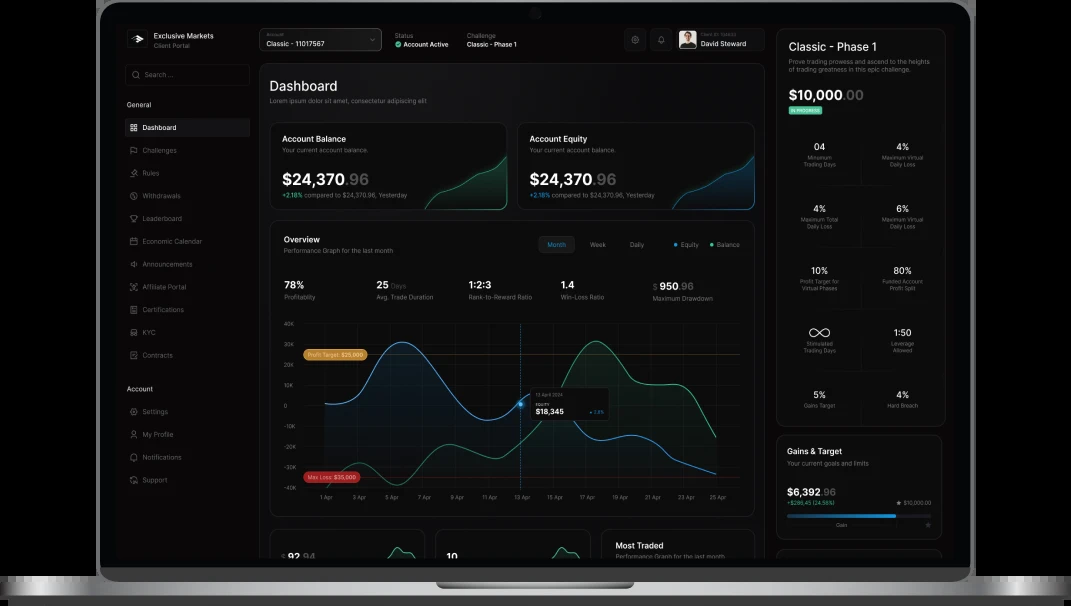 Exclusive Markets
Client Portal
Search ...
General
Dashboard
Challenges
Rules
Withdrawals
Leaderboard
Economic Calendar
Announcements
Affiliate Portal
Certifications
KYC
Contracts
Account
Settings
My Profile
Notifications
Support
Account
Classic - 11017567
Status
Account Active
Challenge
Classic - Phase 1
David Steward
Dashboard
Lorem ipsum dolor sit amet, consectetur adipiscing elit
Account Balance
Your current account balance.
$24,370.96
+2.18% compared to $24,370.96, Yesterday
Account Equity
Your current account balance.
$24,370.96
+2.18% compared to $24,370.96, Yesterday
Overview
Performance Graph for the last month
Month Week Daily Equity Balance
78%
Profitability
25 Days
Avg. Trade Duration
1:2:3
Rank-to-Reward Ratio
1.4
Win-Loss Ratio
$ 950.96
Maximum Drawdown
40K
30K
20K
10K
0
-10K
-20K
-30K
-40K
Profit Target: $25,000
Max Loss: $35,000
13 April 2024
EQUITY
$18,345
1 Apr 3 Apr 5 Apr 7 Apr 9 Apr 11 Apr 13 Apr 15 Apr 17 Apr 19 Apr 21 Apr 23 Apr 25 Apr
$ 92.94
10
Most Traded
Performance Graph for the last month
Classic - Phase 1
Prove trading prowess and ascend to the heights
of trading greatness in this epic challenge.
$10,000.00
IN PROGRESS
04
Minimum
Trading Days
4%
Maximum Virtual
Daily Loss
4%
Maximum Total
Daily Loss
6%
Maximum Virtual
Daily Loss
10%
Profit Target for
Virtual Phases
80%
Funded Account
Profit Split
Stimulated
Trading Days
1:50
Leverage
Allowed
5%
Gains Target
4%
Hard Breach
Gains & Target
Your current goals and limits
$6,392.96
+$286,45 (24.56%)
$10,000.00
Gain